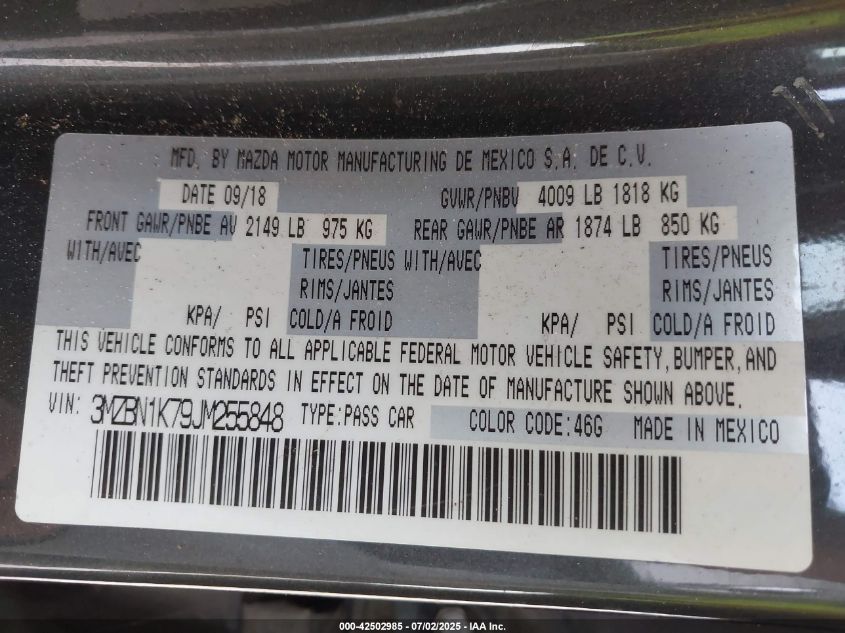 MFD. BY MAZDA MOTOR MANUFACTURING DE MEXICO S.A. DE C.V.
DATE 09/18 GVWR/PNBV 4009 LB 1818 KG
FRONT GAWR/PNBE AV 2149 LB 975 KG REAR GAWR/PNBE AR 1874 LB 850 KG
WITH/AVEC TIRES/PNEUS WITH/AVEC TIRES/PNEUS
RIMS/JANTES RIMS/JANTES
KPA/ PSI COLD/A FROID KPA/ PSI COLD/A FROID
THIS VEHICLE CONFORMS TO ALL APPLICABLE FEDERAL MOTOR VEHICLE SAFETY, BUMPER, AND
THEFT PREVENTION STANDARDS IN EFFECT ON THE DATE OF MANUFACTURE SHOWN ABOVE.
VIN: 3MZBN1K79JM255848 TYPE:PASS CAR COLOR CODE:46G MADE IN MEXICO
000-42502985 - 07/02/2025 - IAA Inc.